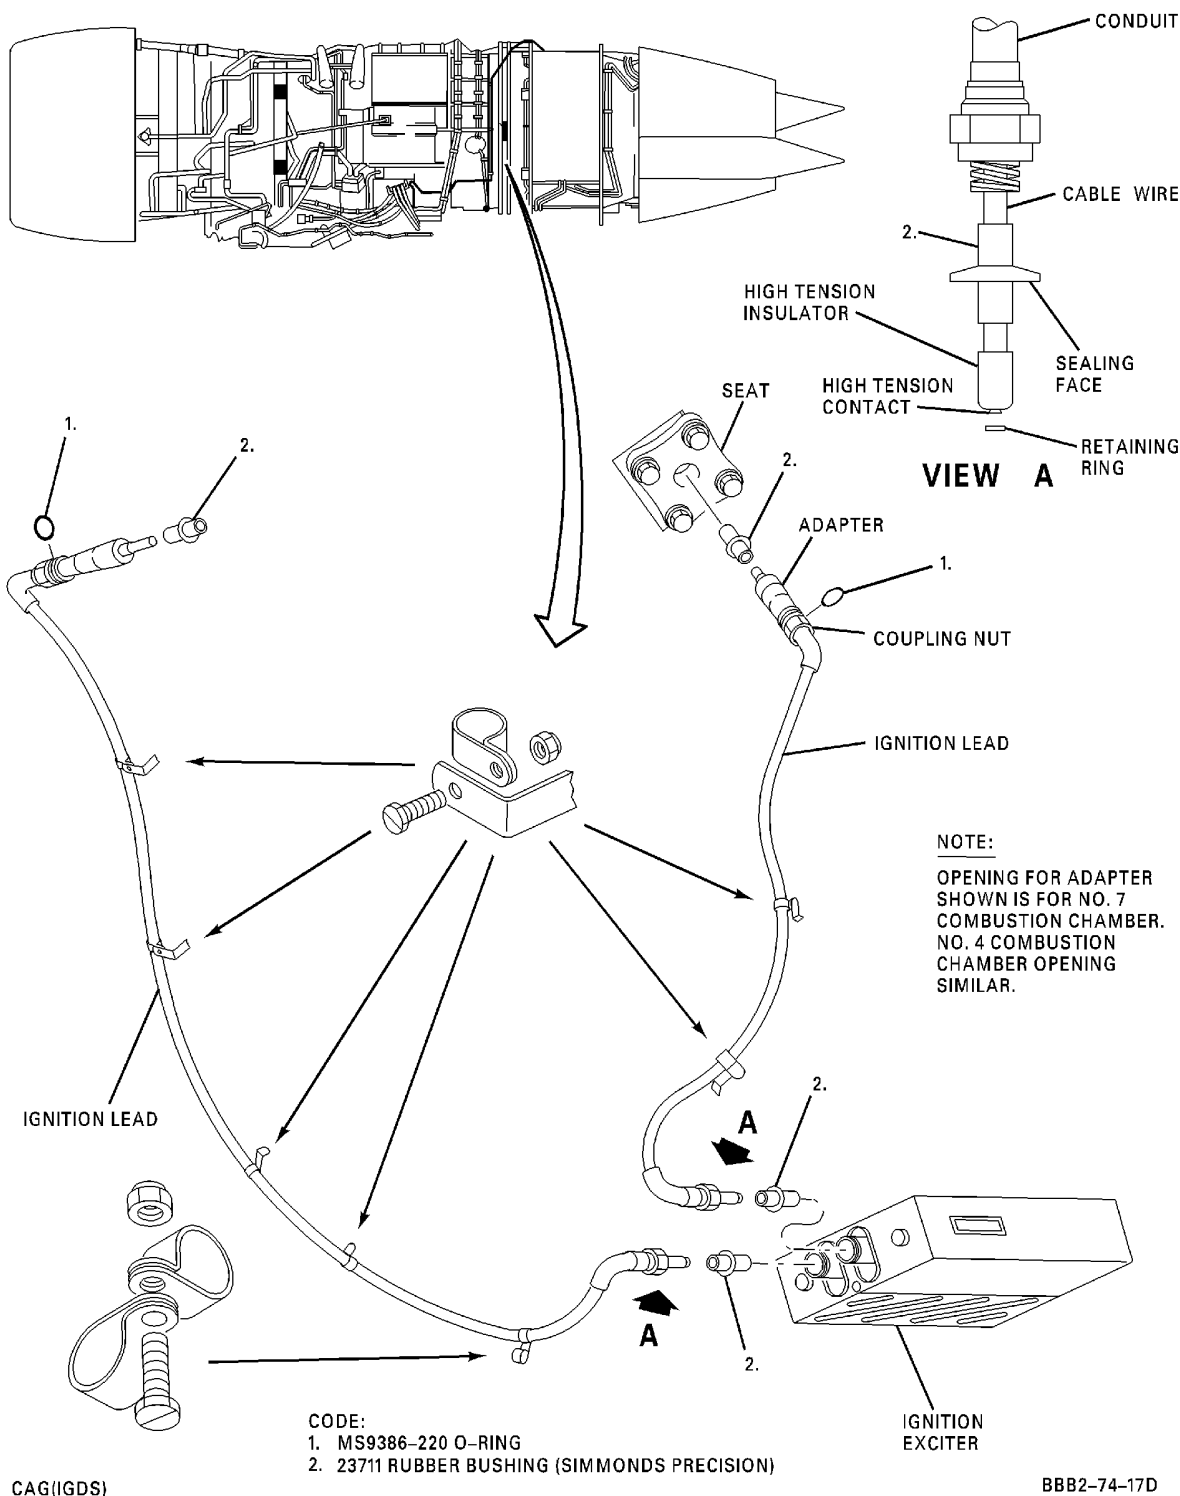 CONDUIT
CABLE WIRE
2.
HIGH TENSION
INSULATOR
SEALING
FACE
HIGH TENSION
CONTACT
RETAINING
RING
VIEW A
SEAT
1.
2.
2.
ADAPTER
1.
COUPLING NUT
IGNITION LEAD
NOTE:
OPENING FOR ADAPTER
SHOWN IS FOR NO. 7
COMBUSTION CHAMBER.
NO. 4 COMBUSTION
CHAMBER OPENING
SIMILAR.
IGNITION LEAD
A
2.
A
2.
IGNITION
EXCITER
CODE:
1. MS9386-220 O-RING
2. 23711 RUBBER BUSHING (SIMMONDS PRECISION)
CAG(IGDS)
BBB2-74-17D